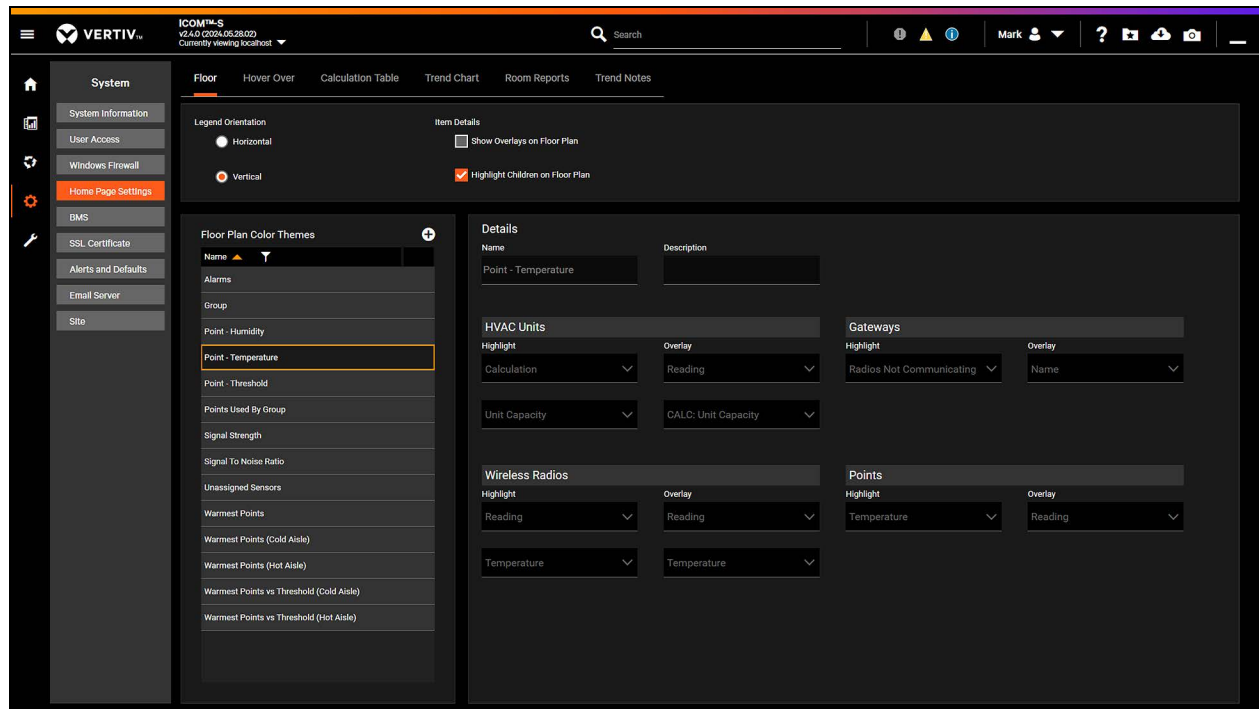 VERTIV™
ICOM™-S
v2.4.0 (2024.05.28.02)
Currently viewing localhost
Search
Mark
?
System
System Information
User Access
Windows Firewall
Home Page Settings
BMS
SSL Certificate
Alerts and Defaults
Email Server
Site
Floor Hover Over Calculation Table Trend Chart Room Reports Trend Notes
Legend Orientation
Horizontal
Vertical
Item Details
Show Overlays on Floor Plan
Highlight Children on Floor Plan
Floor Plan Color Themes
Name
Alarms
Group
Point - Humidity
Point - Temperature
Point - Threshold
Points Used By Group
Signal Strength
Signal To Noise Ratio
Unassigned Sensors
Warmest Points
Warmest Points (Cold Aisle)
Warmest Points (Hot Aisle)
Warmest Points vs Threshold (Cold Aisle)
Warmest Points vs Threshold (Hot Aisle)
Details
Name Description
Point - Temperature
HVAC Units
Highlight Overlay
Calculation Reading
Unit Capacity CALC: Unit Capacity
Gateways
Highlight Overlay
Radios Not Communicating Name
Wireless Radios
Highlight Overlay
Reading Reading
Temperature Temperature
Points
Highlight Overlay
Temperature Reading